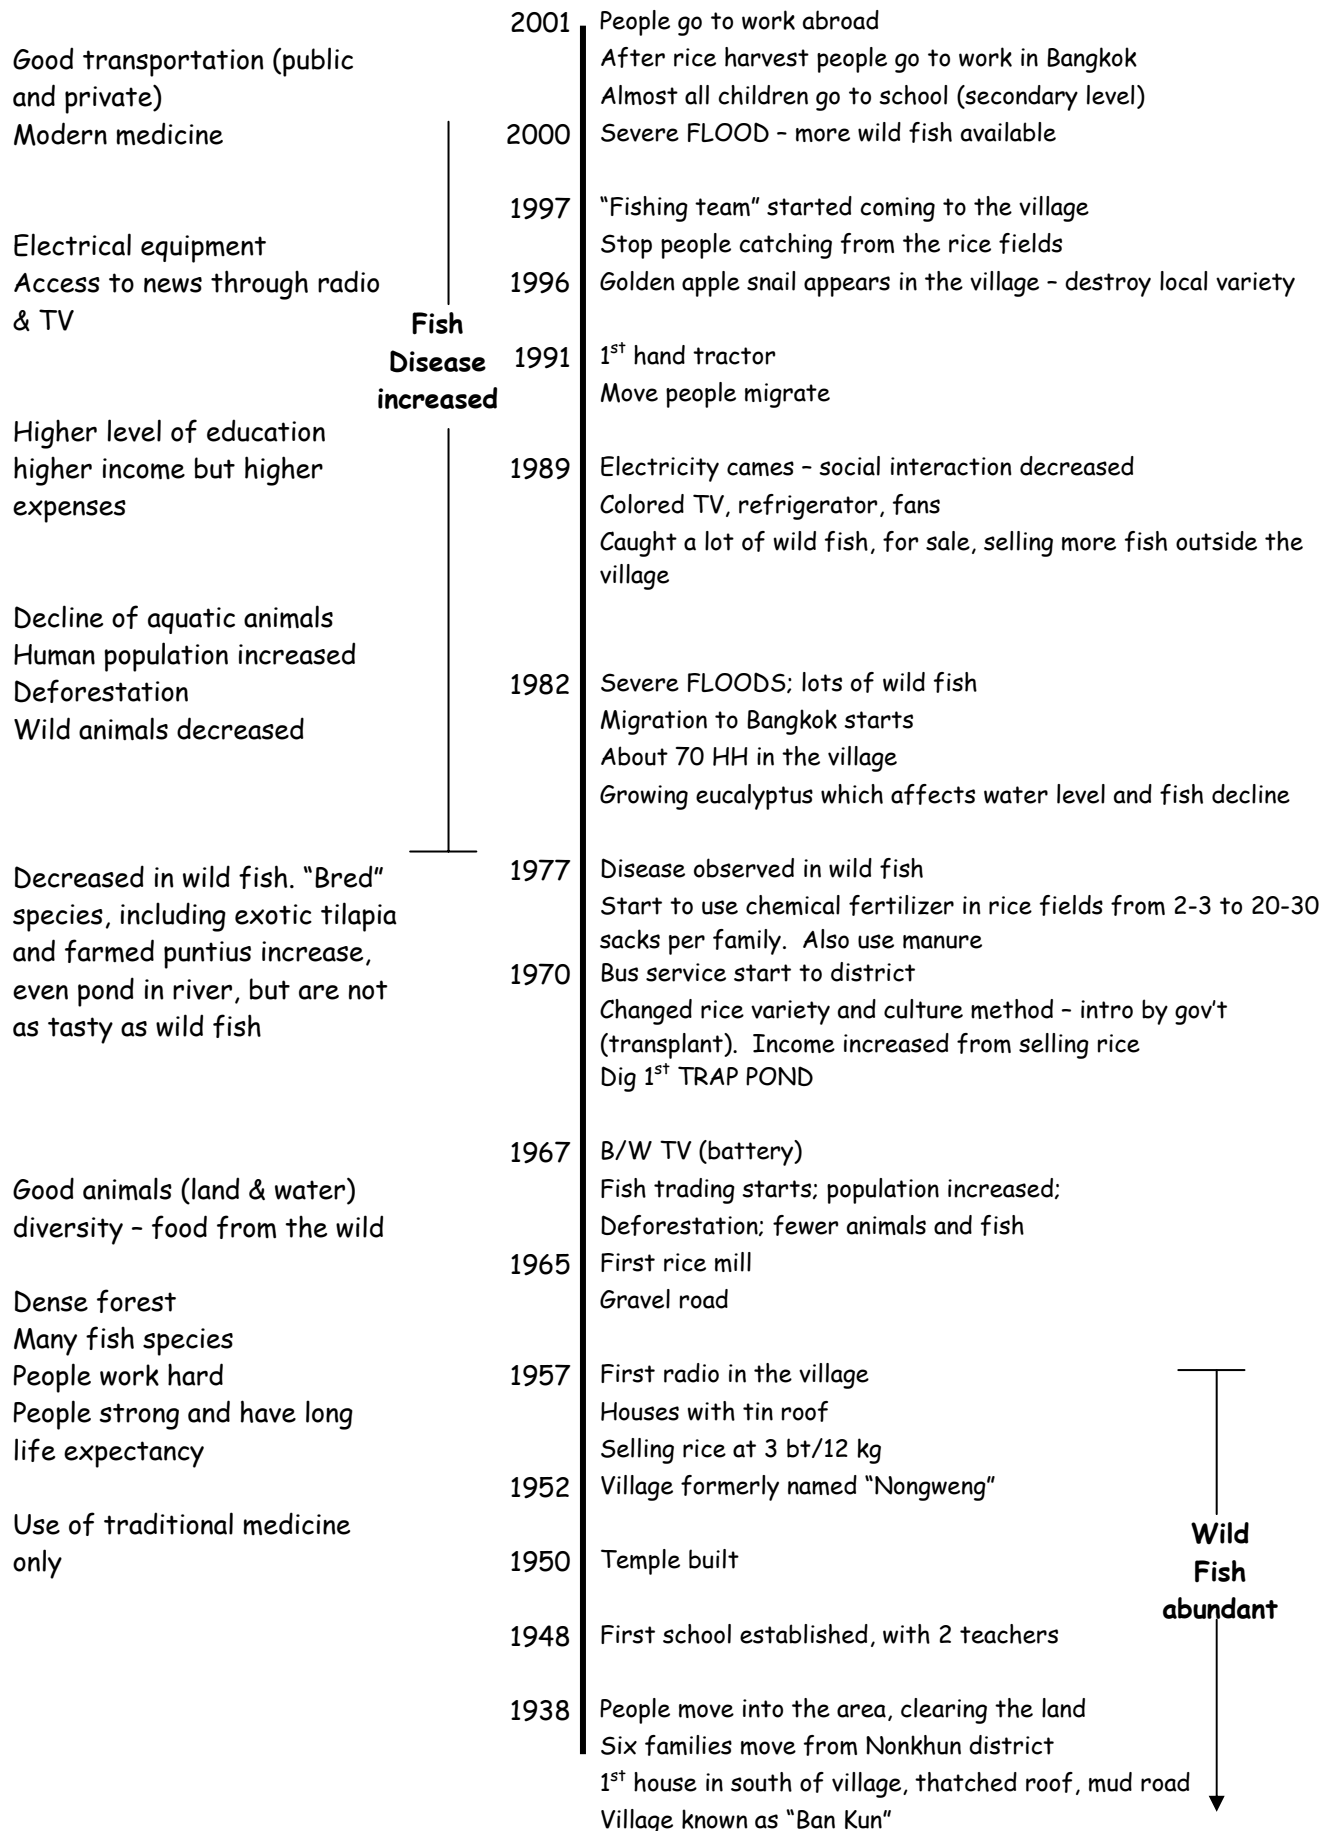 2001 People go to work abroad
Good transportation (public
After rice harvest people go to work in Bangkok
and private)
Almost all children go to school (secondary level)
Modern medicine
2000 Severe FLOOD – more wild fish available
1997 “Fishing team” started coming to the village
Electrical equipment
Stop people catching from the rice fields
Access to news through radio
1996 Golden apple snail appears in the village – destroy local variety
& TV
Fish
Disease
increased
1991 1st hand tractor
Move people migrate
Higher level of education
higher income but higher
expenses
1989 Electricity cames – social interaction decreased
Colored TV, refrigerator, fans
Caught a lot of wild fish, for sale, selling more fish outside the
village
Decline of aquatic animals
Human population increased
Deforestation
Wild animals decreased
1982 Severe FLOODS; lots of wild fish
Migration to Bangkok starts
About 70 HH in the village
Growing eucalyptus which affects water level and fish decline
Decreased in wild fish. “Bred”
species, including exotic tilapia
and farmed puntius increase,
even pond in river, but are not
as tasty as wild fish
1977 Disease observed in wild fish
Start to use chemical fertilizer in rice fields from 2-3 to 20-30
sacks per family. Also use manure
1970 Bus service start to district
Changed rice variety and culture method – intro by gov’t
(transplant). Income increased from selling rice
Dig 1st TRAP POND
1967 B/W TV (battery)
Good animals (land & water)
diversity – food from the wild
Fish trading starts; population increased;
Deforestation; fewer animals and fish
1965 First rice mill
Gravel road
Dense forest
Many fish species
People work hard
People strong and have long
life expectancy
1957 First radio in the village
Houses with tin roof
Selling rice at 3 bt/12 kg
1952 Village formerly named “Nongweng”
Use of traditional medicine
only
1950 Temple built
Wild
Fish
abundant
1948 First school established, with 2 teachers
1938 People move into the area, clearing the land
Six families move from Nonkhun district
1st house in south of village, thatched roof, mud road
Village known as “Ban Kun”